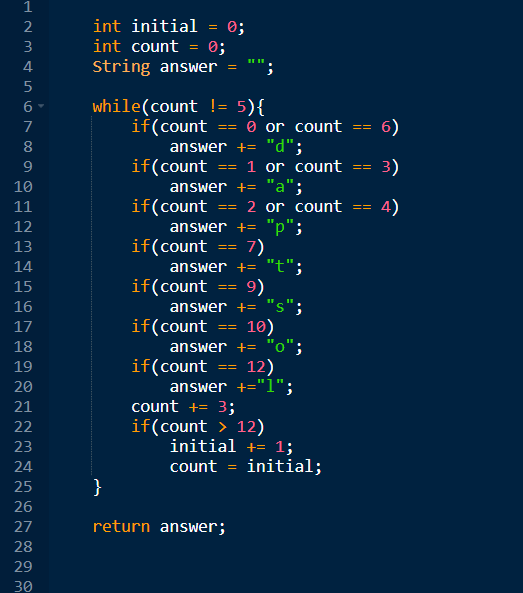 1
2 int initial = 0;
3 int count = 0;
4 String answer = "";
5
6 while(count != 5){
7 if(count == 0 or count == 6)
8 answer += "d";
9 if(count == 1 or count == 3)
10 answer += "a";
11 if(count == 2 or count == 4)
12 answer += "p";
13 if(count == 7)
14 answer += "t";
15 if(count == 9)
16 answer += "s";
17 if(count == 10)
18 answer += "o";
19 if(count == 12)
20 answer +="l";
21 count += 3;
22 if(count > 12)
23 initial += 1;
24 count = initial;
25 }
26
27 return answer;
28
29
30